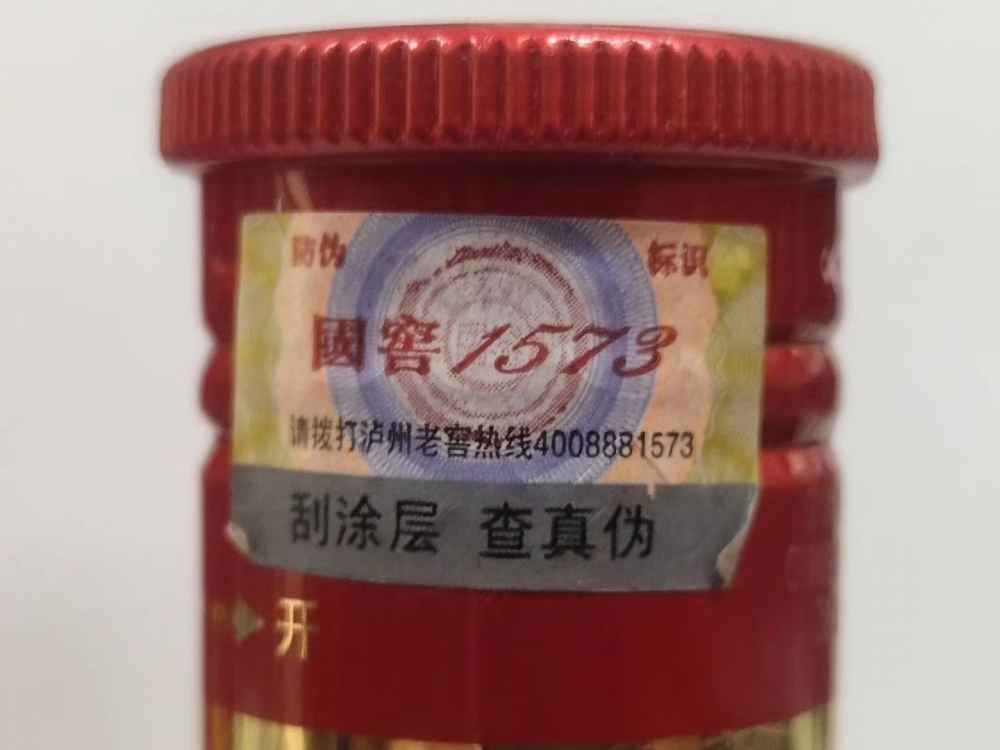 防伪 标识
國窖1573
请拨打泸州老窖热线4008881573
刮涂层 查真伪
开